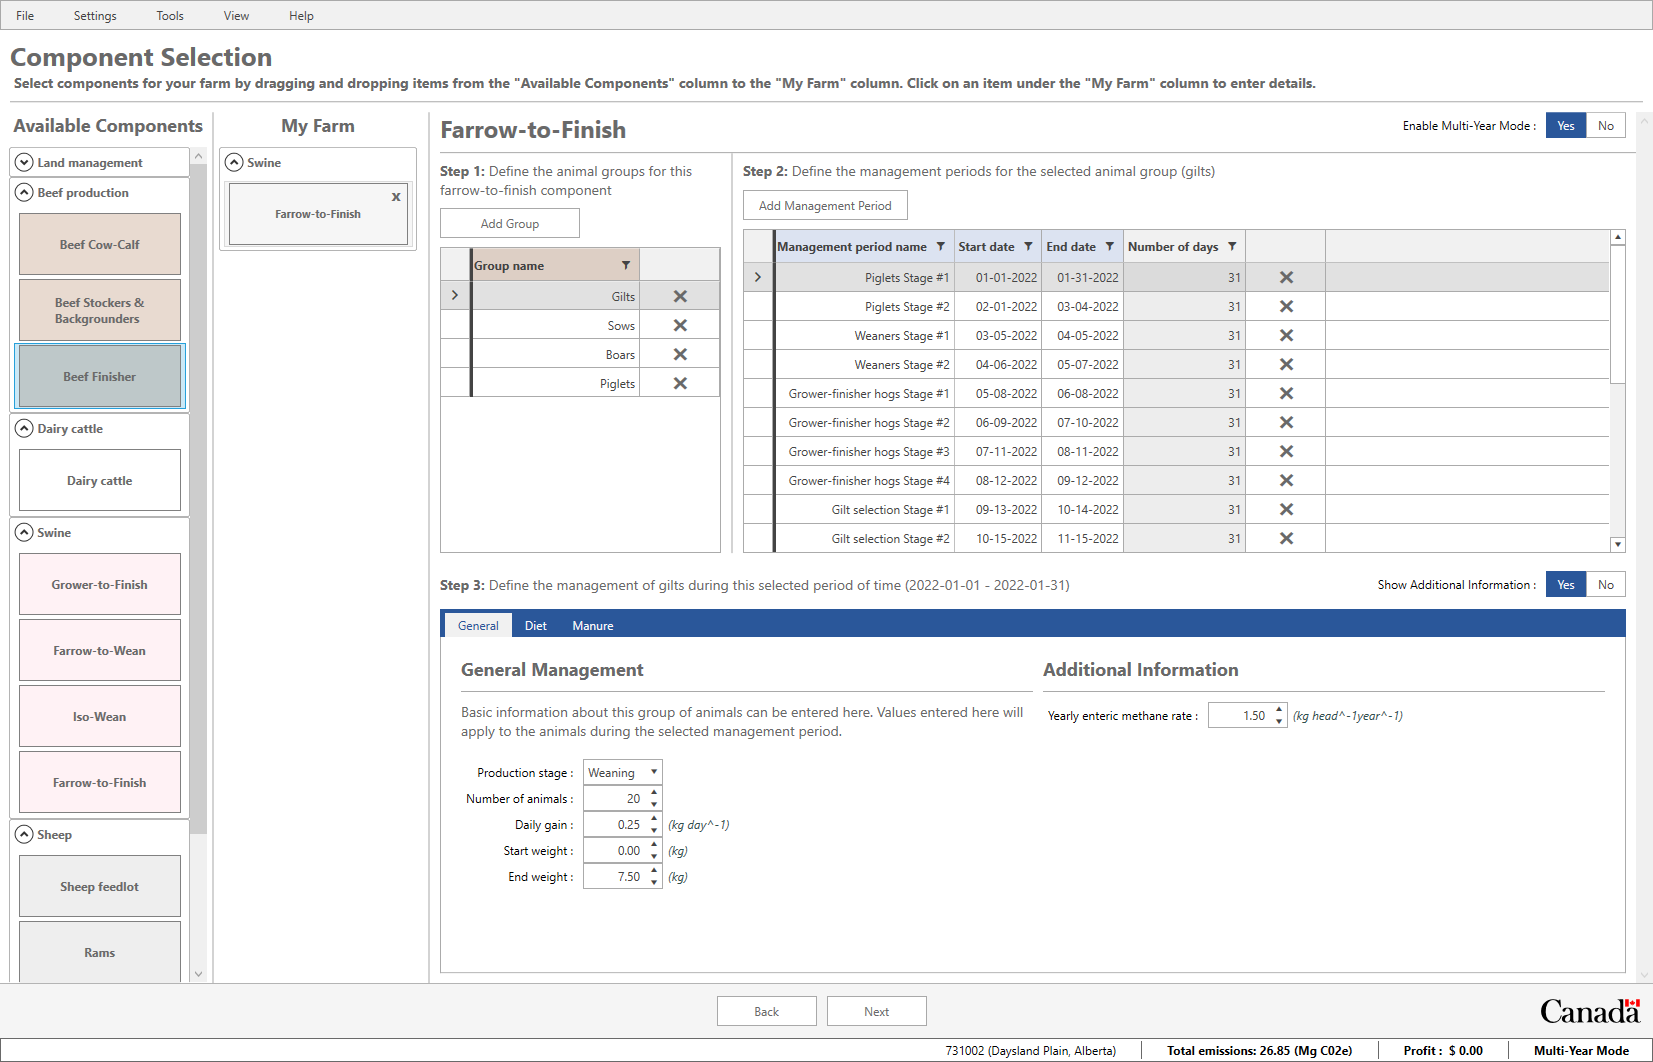 File Settings Tools View Help
Component Selection
Select components for your farm by dragging and dropping items from the "Available Components" column to the "My Farm" column. Click on an item under the "My Farm" column to enter details.
Available Components
Land management
Beef production
Beef Cow-Calf
Beef Stockers &
Backgrounders
Beef Finisher
Dairy cattle
Dairy cattle
Swine
Grower-to-Finish
Farrow-to-Wean
Iso-Wean
Farrow-to-Finish
Sheep
Sheep feedlot
Rams
My Farm
Swine
Farrow-to-Finish x
Farrow-to-Finish
Enable Multi-Year Mode : Yes No
Step 1: Define the animal groups for this
farrow-to-finish component
Add Group
Group name
Gilts
Sows
Boars
Piglets
Step 2: Define the management periods for the selected animal group (gilts)
Add Management Period
Management period name Start date End date Number of days
Piglets Stage #1 01-01-2022 01-31-2022 31
Piglets Stage #2 02-01-2022 03-04-2022 31
Weaners Stage #1 03-05-2022 04-05-2022 31
Weaners Stage #2 04-06-2022 05-07-2022 31
Grower-finisher hogs Stage #1 05-08-2022 06-08-2022 31
Grower-finisher hogs Stage #2 06-09-2022 07-10-2022 31
Grower-finisher hogs Stage #3 07-11-2022 08-11-2022 31
Grower-finisher hogs Stage #4 08-12-2022 09-12-2022 31
Gilt selection Stage #1 09-13-2022 10-14-2022 31
Gilt selection Stage #2 10-15-2022 11-15-2022 31
Step 3: Define the management of gilts during this selected period of time (2022-01-01 - 2022-01-31)
Show Additional Information : Yes No
General Diet Manure
General Management
Basic information about this group of animals can be entered here. Values entered here will
apply to the animals during the selected management period.
Production stage : Weaning
Number of animals : 20
Daily gain : 0.25 (kg day^-1)
Start weight : 0.00 (kg)
End weight : 7.50 (kg)
Additional Information
Yearly enteric methane rate : 1.50 (kg head^-1year^-1)
Back Next
Canada
731002 (Daysland Plain, Alberta) Total emissions: 26.85 (Mg C02e) Profit : $ 0.00 Multi-Year Mode